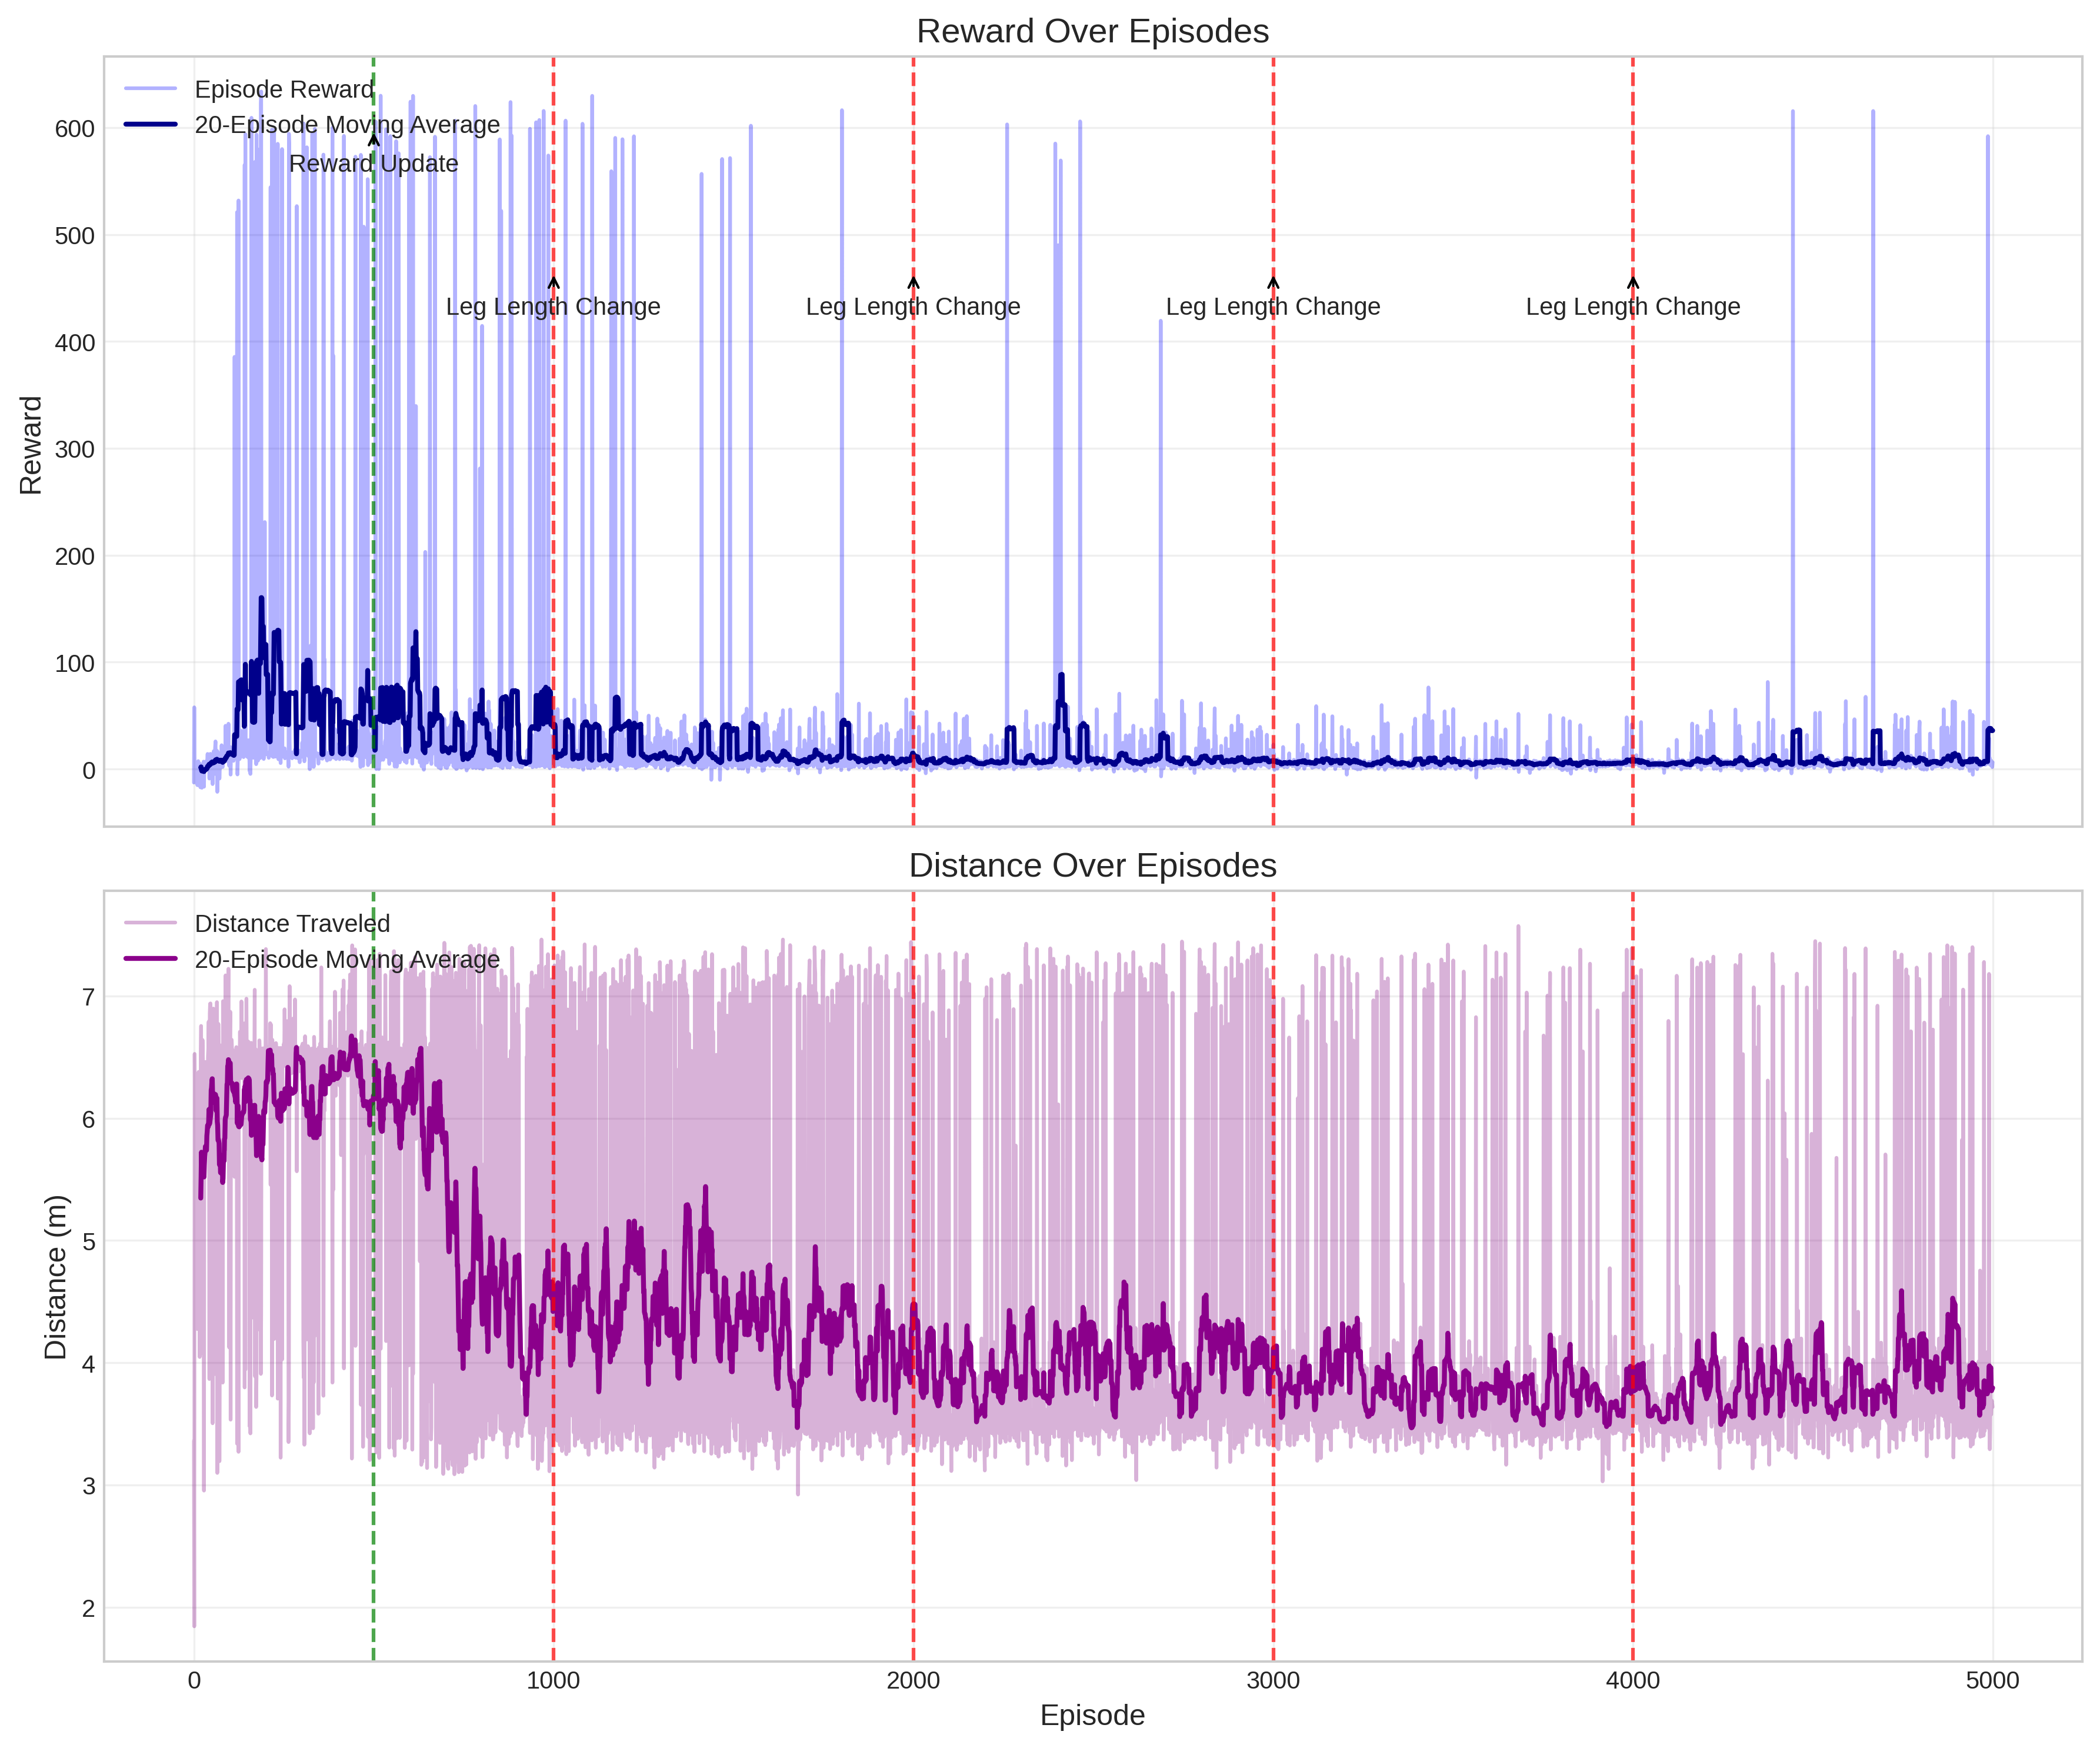 Reward Over Episodes
Episode Reward
20-Episode Moving Average
Reward Update
Leg Length Change
Leg Length Change
Leg Length Change
Leg Length Change
Reward
600
500
400
300
200
100
0
Distance Over Episodes
Distance Traveled
20-Episode Moving Average
Distance (m)
7
6
5
4
3
2
0
1000
2000
3000
4000
5000
Episode